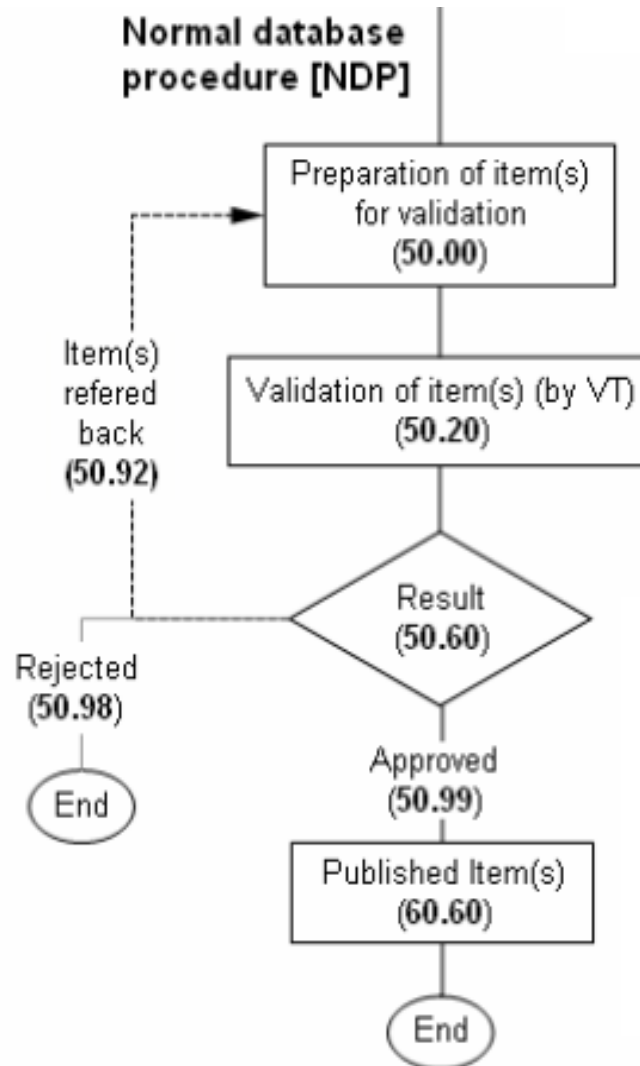 Normal database
procedure [NDP]
Preparation of item(s)
for validation
(50.00)
Item(s)
refered
back
(50.92)
Validation of item(s) (by VT)
(50.20)
Result
(50.60)
Rejected
(50.98)
End
Approved
(50.99)
Published Item(s)
(60.60)
End